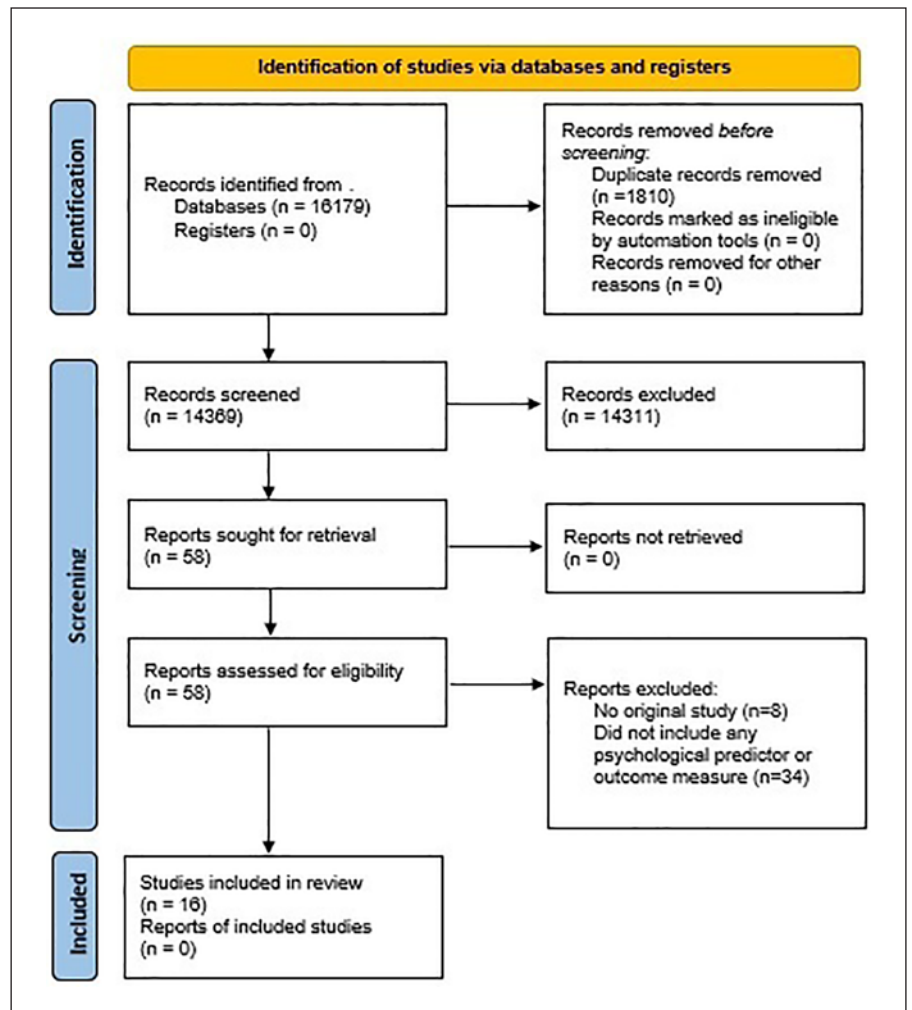 Identification of studies via databases and registers
Identification
Records identified from .
Databases (n = 16179)
Registers (n = 0)
Records removed before
screening:
Duplicate records removed
(n =1810)
Records marked as ineligible
by automation tools (n = 0)
Records removed for other
reasons (n = 0)
Screening
Records screened
(n = 14369)
Records excluded
(n = 14311)
Reports sought for retrieval
(n = 58)
Reports not retrieved
(n = 0)
Reports assessed for eligibility
(n = 58)
Reports excluded:
No original study (n=8)
Did not include any
psychological predictor or
outcome measure (n=34)
Included
Studies included in review
(n = 16)
Reports of included studies
(n = 0)